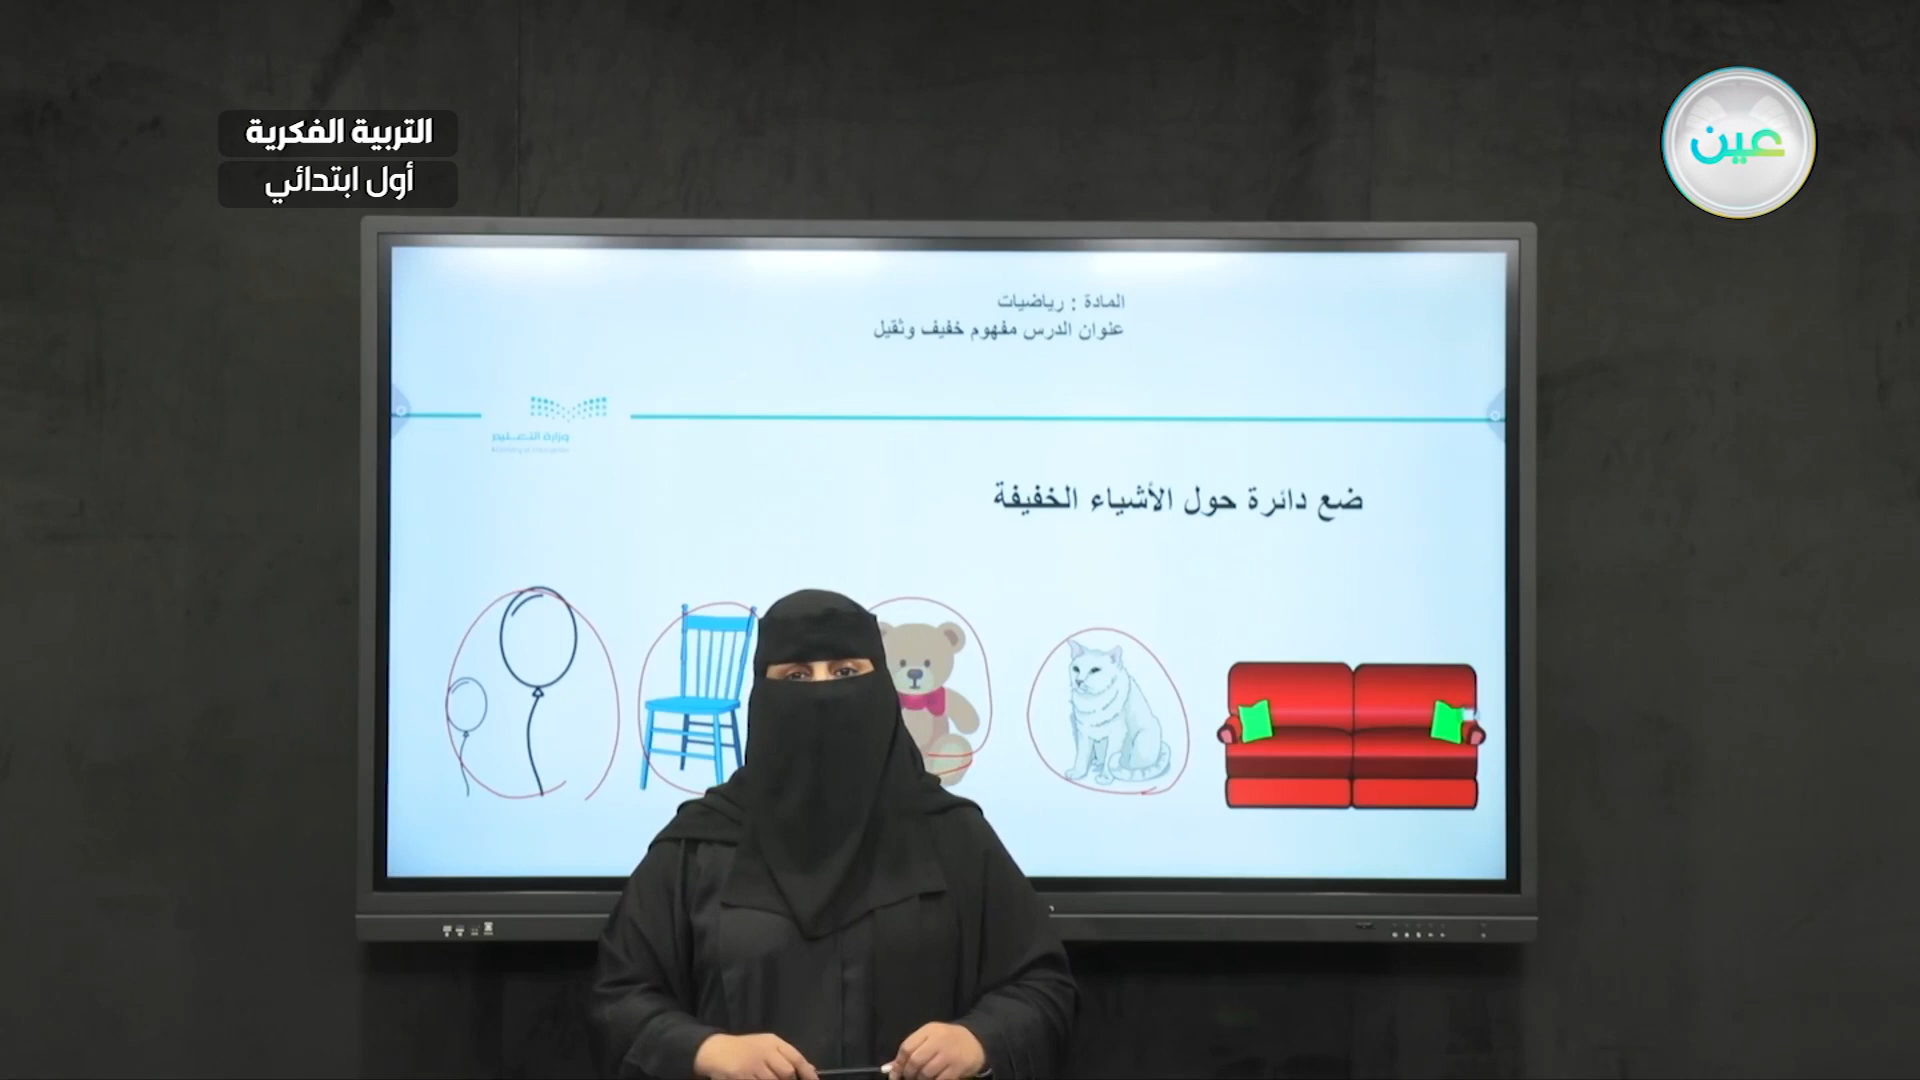 التربية الفكرية
أول ابتدائي
عين
المادة : رياضيات
عنوان الدرس مفهوم خفيف وثقيل
وزارة التعليم
ضع دائرة حول الأشياء الخفيفة